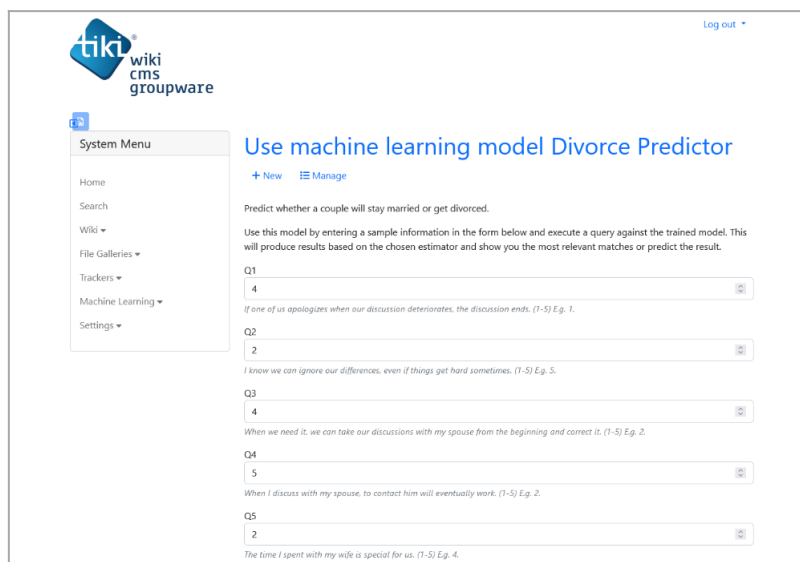 Log out
tiki®
wiki
cms
groupware
System Menu
Home
Search
Wiki
File Galleries
Trackers
Machine Learning
Settings
Use machine learning model Divorce Predictor
+ New Manage
Predict whether a couple will stay married or get divorced.
Use this model by entering a sample information in the form below and execute a query against the trained model. This
will produce results based on the chosen estimator and show you the most relevant matches or predict the result.
Q1
4
If one of us apologizes when our discussion deteriorates, the discussion ends. (1-5) E.g. 1.
Q2
2
I know we can ignore our differences, even if things get hard sometimes. (1-5) E.g. 5.
Q3
4
When we need it, we can take our discussions with my spouse from the beginning and correct it. (1-5) E.g. 2.
Q4
5
When I discuss with my spouse, to contact him will eventually work. (1-5) E.g. 2.
Q5
2
The time I spent with my wife is special for us. (1-5) E.g. 4.